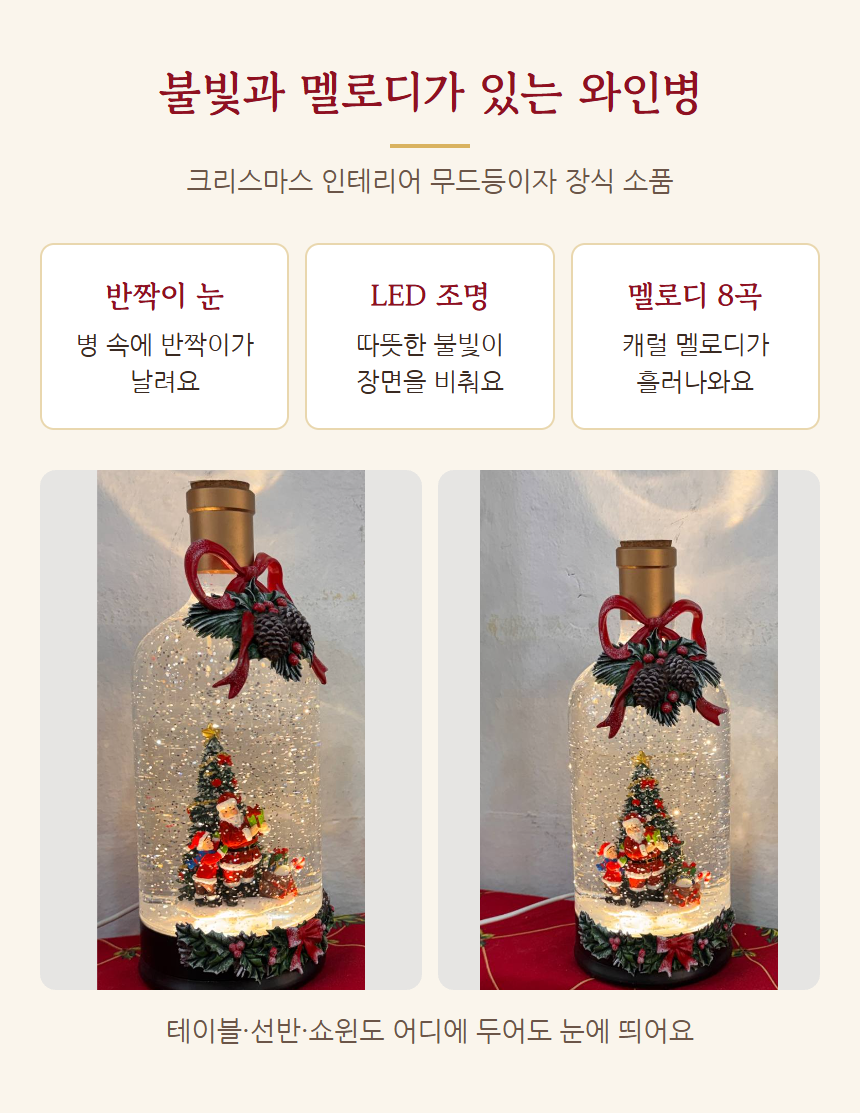 불빛과 멜로디가 있는 와인병
크리스마스 인테리어 무드등이자 장식 소품
반짝이 눈
병 속에 반짝이가
날려요
LED 조명
따뜻한 불빛이
장면을 비춰요
멜로디 8곡
캐럴 멜로디가
흘러나와요
테이블·선반·쇼윈도 어디에 두어도 눈에 띄어요